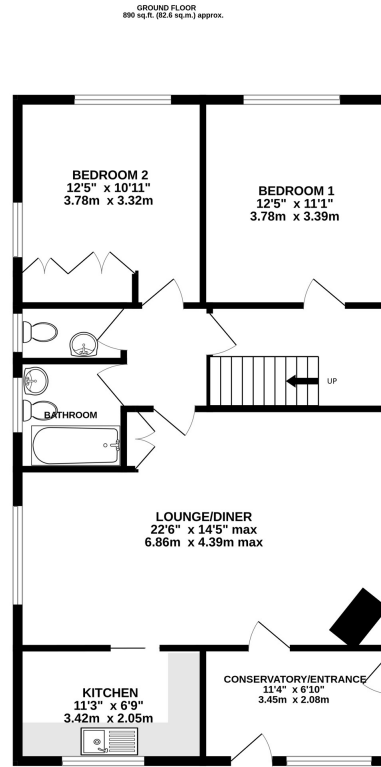 GROUND FLOOR
890 sq.ft. (82.6 sq.m.) approx.
BEDROOM 2
12'5" x 10'11"
3.78m x 3.32m
BEDROOM 1
12'5" x 11'1"
3.78m x 3.39m
UP
BATHROOM
LOUNGE/DINER
22'6" x 14'5" max
6.86m x 4.39m max
CONSERVATORY/ENTRANCE
11'4" x 6'10"
3.45m x 2.08m
KITCHEN
11'3" x 6'9"
3.42m x 2.05m